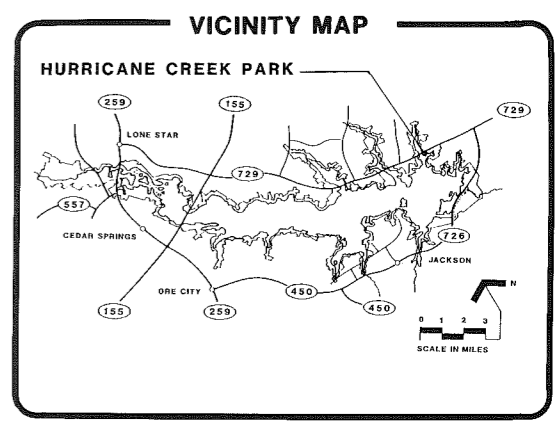 VICINITY MAP
HURRICANE CREEK PARK
259
155
729
LONE STAR
729
557
CEDAR SPRINGS
726
JACKSON
ORE CITY
450
155
259
450
N
0 1 2 3
SCALE IN MILES